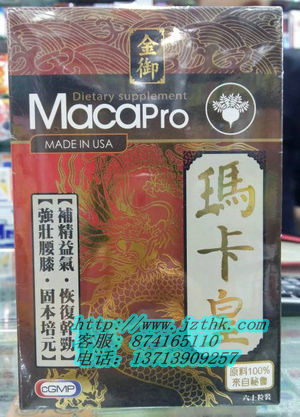 金御
Dietary supplement
MacaPro
MADE IN USA
瑪卡皇
【補精益氣·恢復幹勁】
【強壯腰膝·固本培元】
http://www.jzthk.com
客服：874165110
电话：13713909257
cGMP
原料100%
來自秘魯
六十粒裝